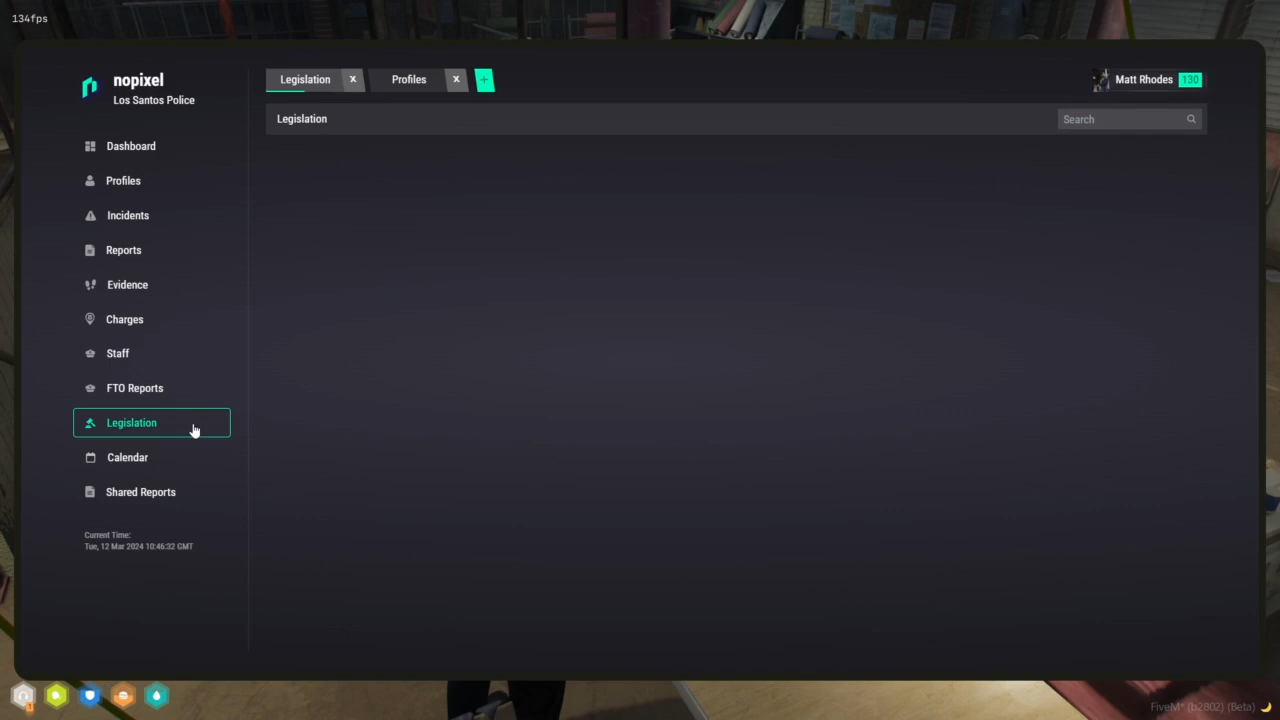 134fps
nopixel
Los Santos Police
Dashboard
Profiles
Incidents
Reports
Evidence
Charges
Staff
FTO Reports
Legislation
Calendar
Shared Reports
Current Time:
Tue, 12 Mar 2024 10:46:32 GMT
Legislation x Profiles x +
Matt Rhodes 130
Legislation
Search
1
FiveM* (b2802) (Beta)